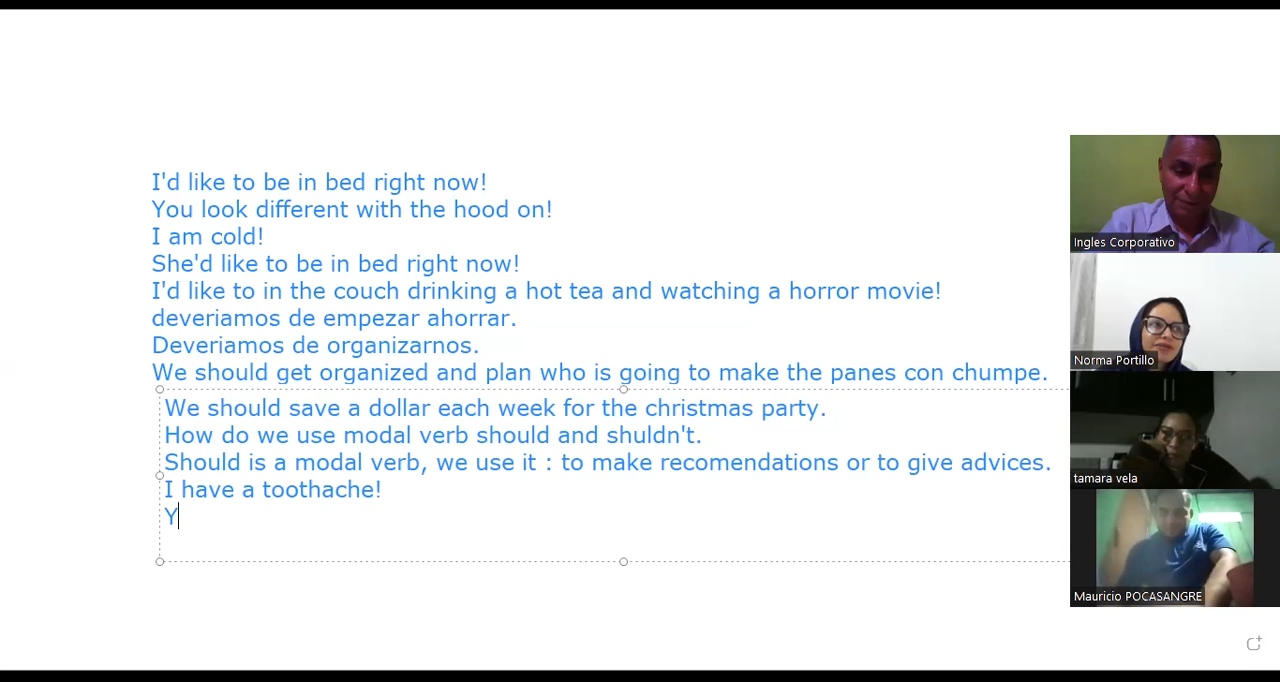 I'd like to be in bed right now!
You look different with the hood on!
I am cold!
She'd like to be in bed right now!
I'd like to in the couch drinking a hot tea and watching a horror movie!
deveriamos de empezar ahorrar.
Deveriamos de organizarnos.
We should get organized and plan who is going to make the panes con chumpe.
We should save a dollar each week for the christmas party.
How do we use modal verb should and shuldn't.
Should is a modal verb, we use it : to make recomendations or to give advices.
I have a toothache!
Y
Ingles Corporativo
Norma Portillo
tamara vela
Mauricio POCASANGRE